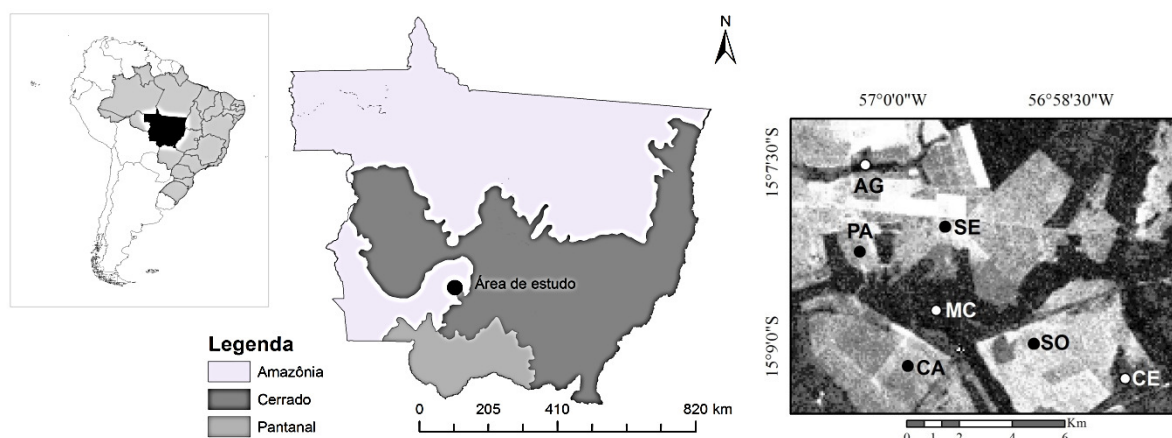 N
57°0'0"W 56°58'30"W
15°7'30"S
15°9'0"S
AG
PA
SE
MC
CA
SO
CE
Área de estudo
Legenda
Amazônia
Cerrado
Pantanal
0 205 410 820 km
Km
0 1 2 4 6